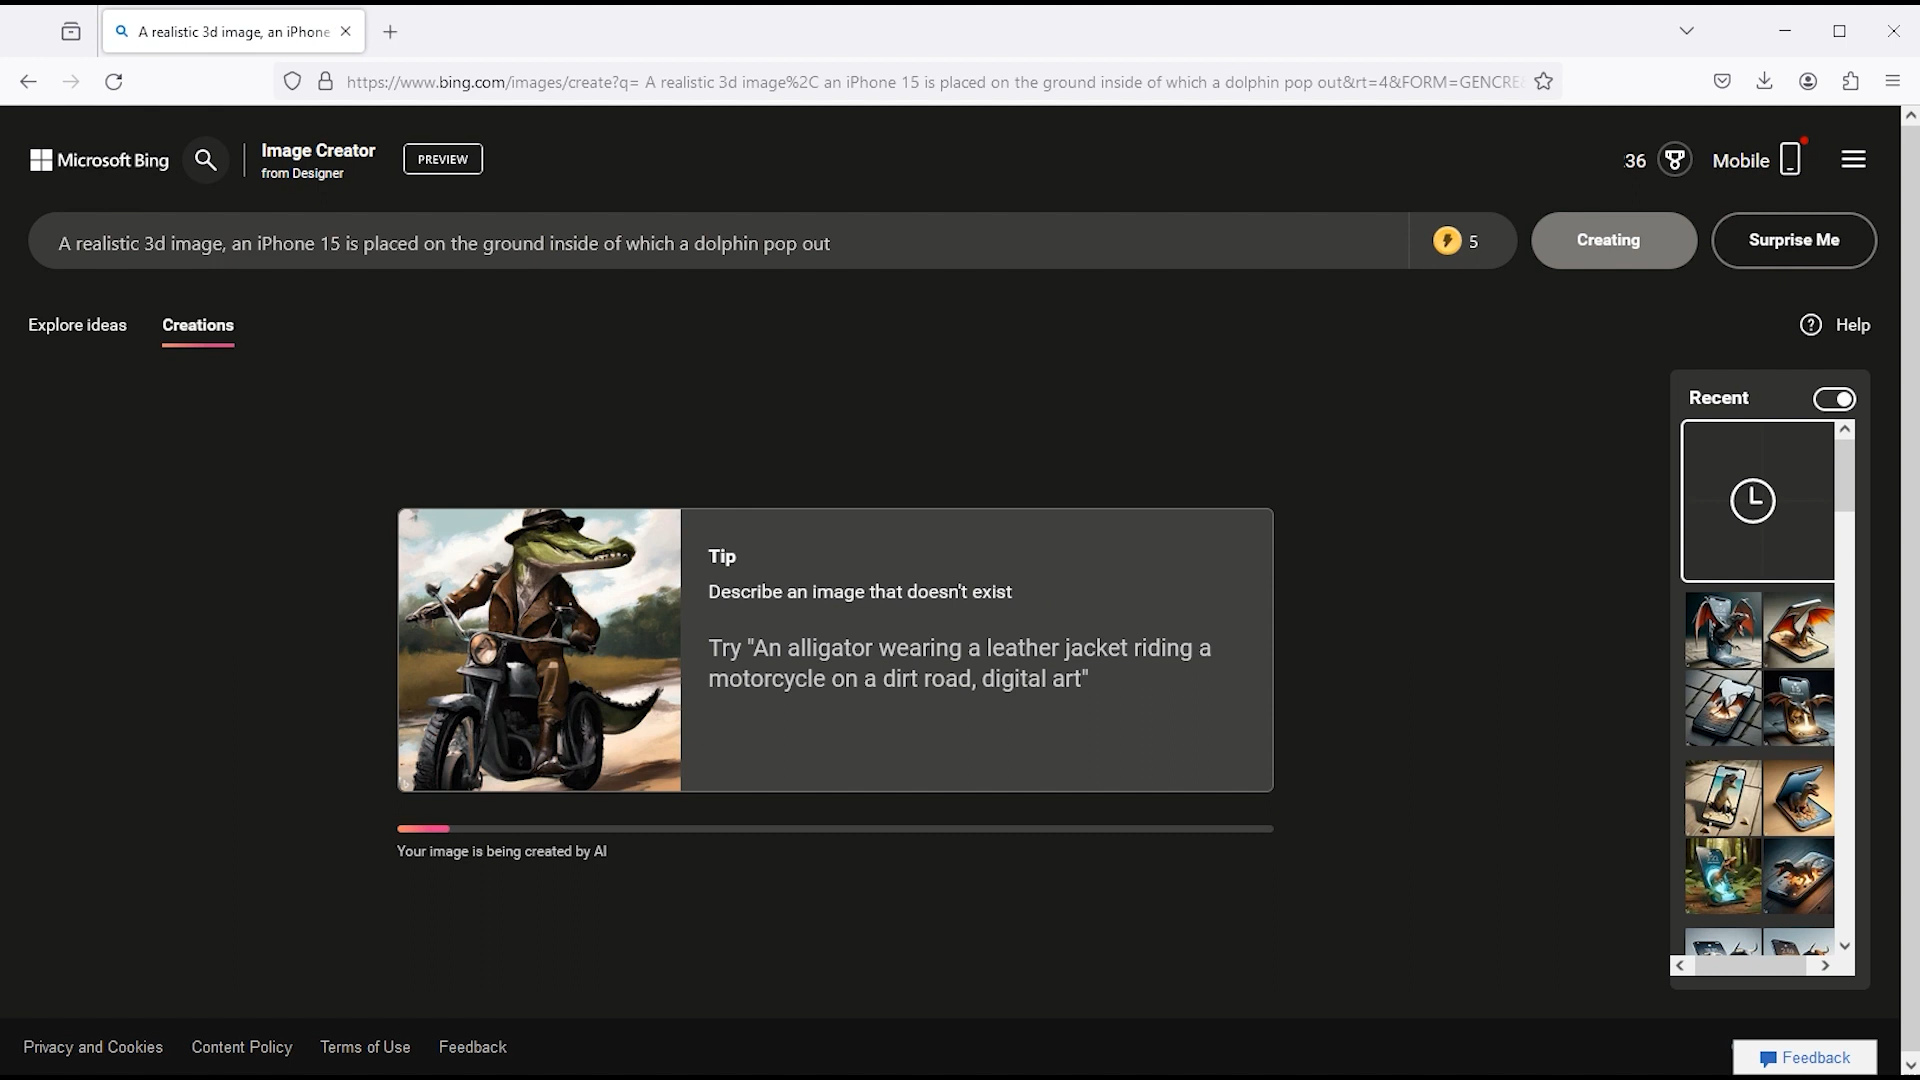 A realistic 3d image, an iPhone
https://www.bing.com/images/create?q= A realistic 3d image%2C an iPhone 15 is placed on the ground inside of which a dolphin pop out&rt=4&FORM=GENCRE
Microsoft Bing
Image Creator
from Designer
PREVIEW
36
Mobile
A realistic 3d image, an iPhone 15 is placed on the ground inside of which a dolphin pop out
5
Creating
Surprise Me
Explore ideas
Creations
Help
Recent
Tip
Describe an image that doesn't exist
Try "An alligator wearing a leather jacket riding a
motorcycle on a dirt road, digital art"
Your image is being created by AI
Privacy and Cookies
Content Policy
Terms of Use
Feedback
Feedback